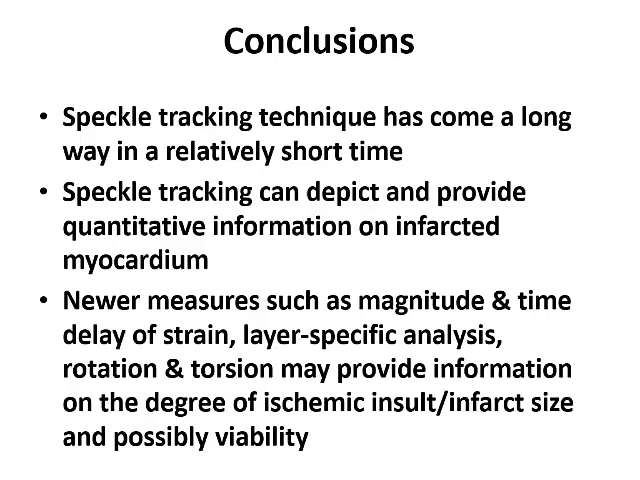 Conclusions
• Speckle tracking technique has come a long
way in a relatively short time
• Speckle tracking can depict and provide
quantitative information on infarcted
myocardium
• Newer measures such as magnitude & time
delay of strain, layer-specific analysis,
rotation & torsion may provide information
on the degree of ischemic insult/infarct size
and possibly viability